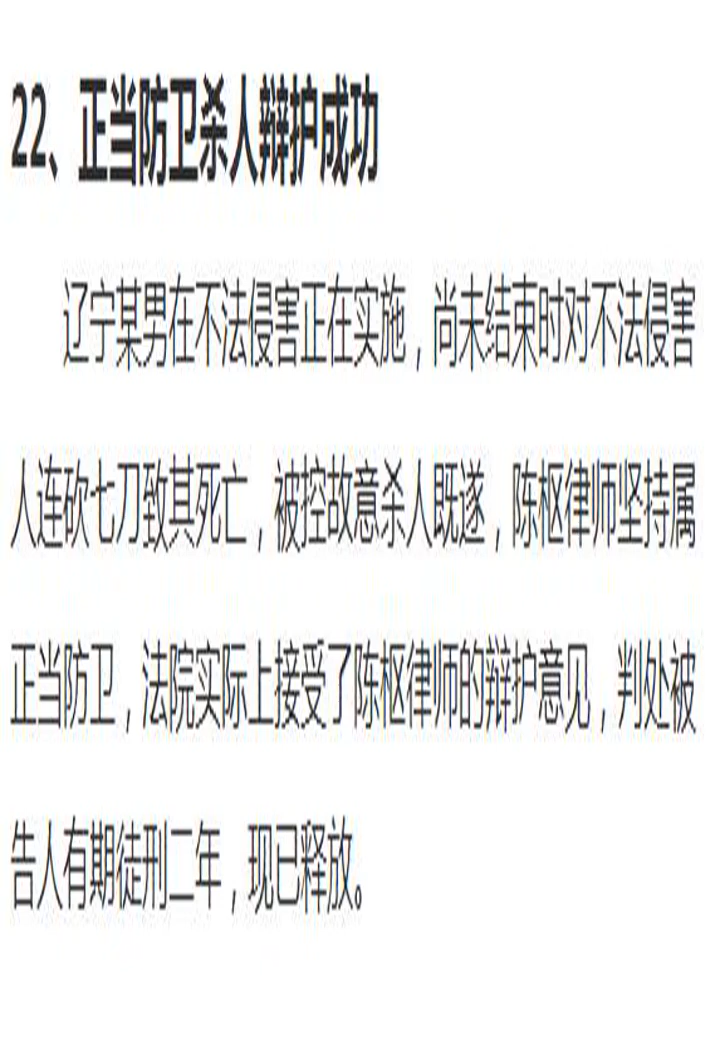 22、正当防卫杀人辩护成功
辽宁某男在不法侵害正在实施，尚未结束时对不法侵害
人连砍七刀致其死亡，被控故意杀人既遂，陈枢律师坚持属
正当防卫，法院实际上接受了陈枢律师的辩护意见，判处被
告人有期徒刑二年，现已释放。